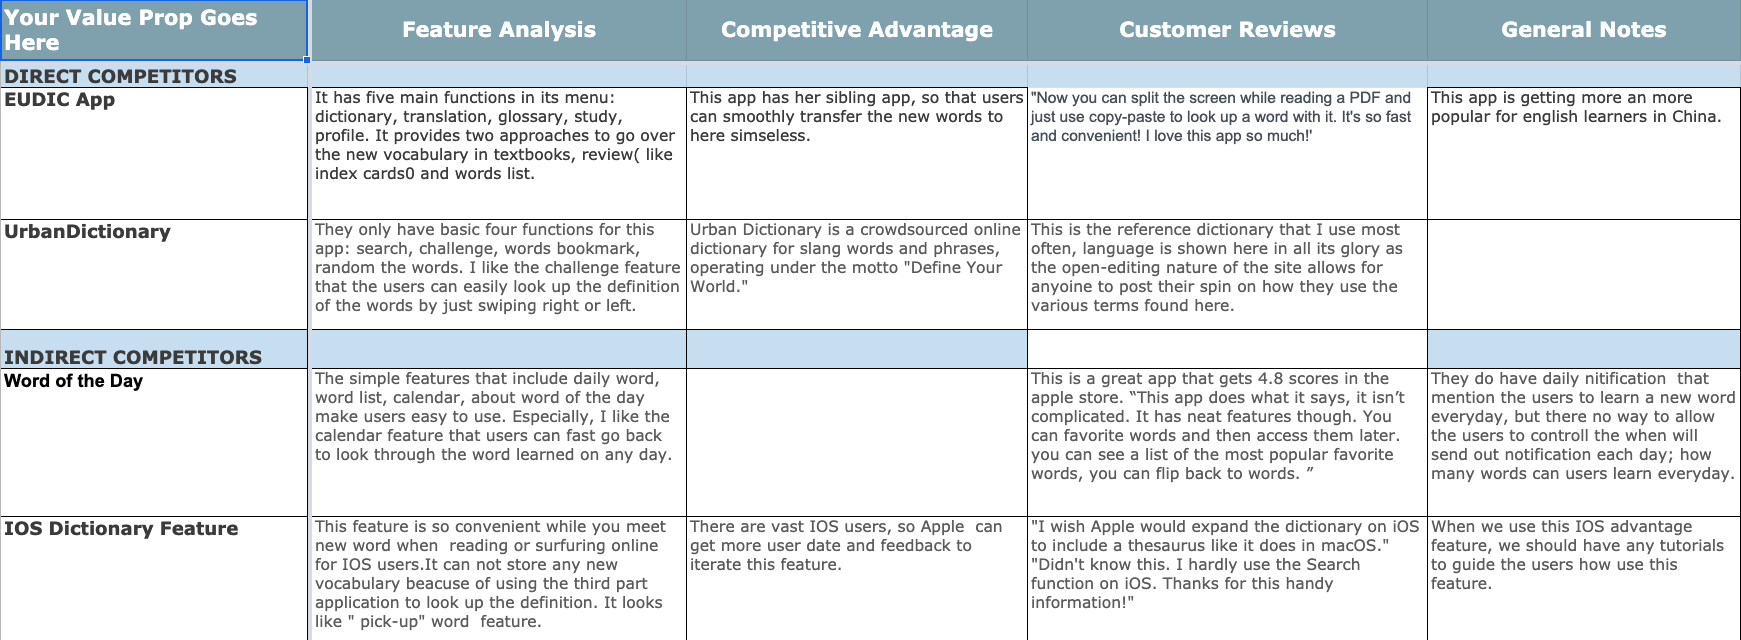 Your Value Prop Goes
Here
Feature Analysis
Competitive Advantage
Customer Reviews
General Notes
DIRECT COMPETITORS
EUDIC App
It has five main functions in its menu:
dictionary, translation, glossary, study,
profile. It provides two approaches to go over
the new vocabulary in textbooks, review( like
index cards0 and words list.
This app has her sibling app, so that users
can smoothly transfer the new words to
here simseless.
"Now you can split the screen while reading a PDF and
just use copy-paste to look up a word with it. It's so fast
and convenient! I love this app so much!'
This app is getting more an more
popular for english learners in China.
UrbanDictionary
They only have basic four functions for this
app: search, challenge, words bookmark,
random the words. I like the challenge feature
that the users can easily look up the definition
of the words by just swiping right or left.
Urban Dictionary is a crowdsourced online
dictionary for slang words and phrases,
operating under the motto "Define Your
World."
This is the reference dictionary that I use most
often, language is shown here in all its glory as
the open-editing nature of the site allows for
anyoine to post their spin on how they use the
various terms found here.
INDIRECT COMPETITORS
Word of the Day
The simple features that include daily word,
word list, calendar, about word of the day
make users easy to use. Especially, I like the
calendar feature that users can fast go back
to look through the word learned on any day.
This is a great app that gets 4.8 scores in the
apple store. “This app does what it says, it isn’t
complicated. It has neat features though. You
can favorite words and then access them later.
you can see a list of the most popular favorite
words, you can flip back to words. ”
They do have daily nitification  that
mention the users to learn a new word
everyday, but there no way to allow
the users to controll the when will
send out notification each day; how
many words can users learn everyday.
IOS Dictionary Feature
This feature is so convenient while you meet
new word when  reading or surfuring online
for IOS users.It can not store any new
vocabulary beacuse of using the third part
application to look up the definition. It looks
like " pick-up" word  feature.
There are vast IOS users, so Apple  can
get more user date and feedback to
iterate this feature.
"I wish Apple would expand the dictionary on iOS
to include a thesaurus like it does in macOS."
"Didn't know this. I hardly use the Search
function on iOS. Thanks for this handy
information!"
When we use this IOS advantage
feature, we should have any tutorials
to guide the users how use this
feature.